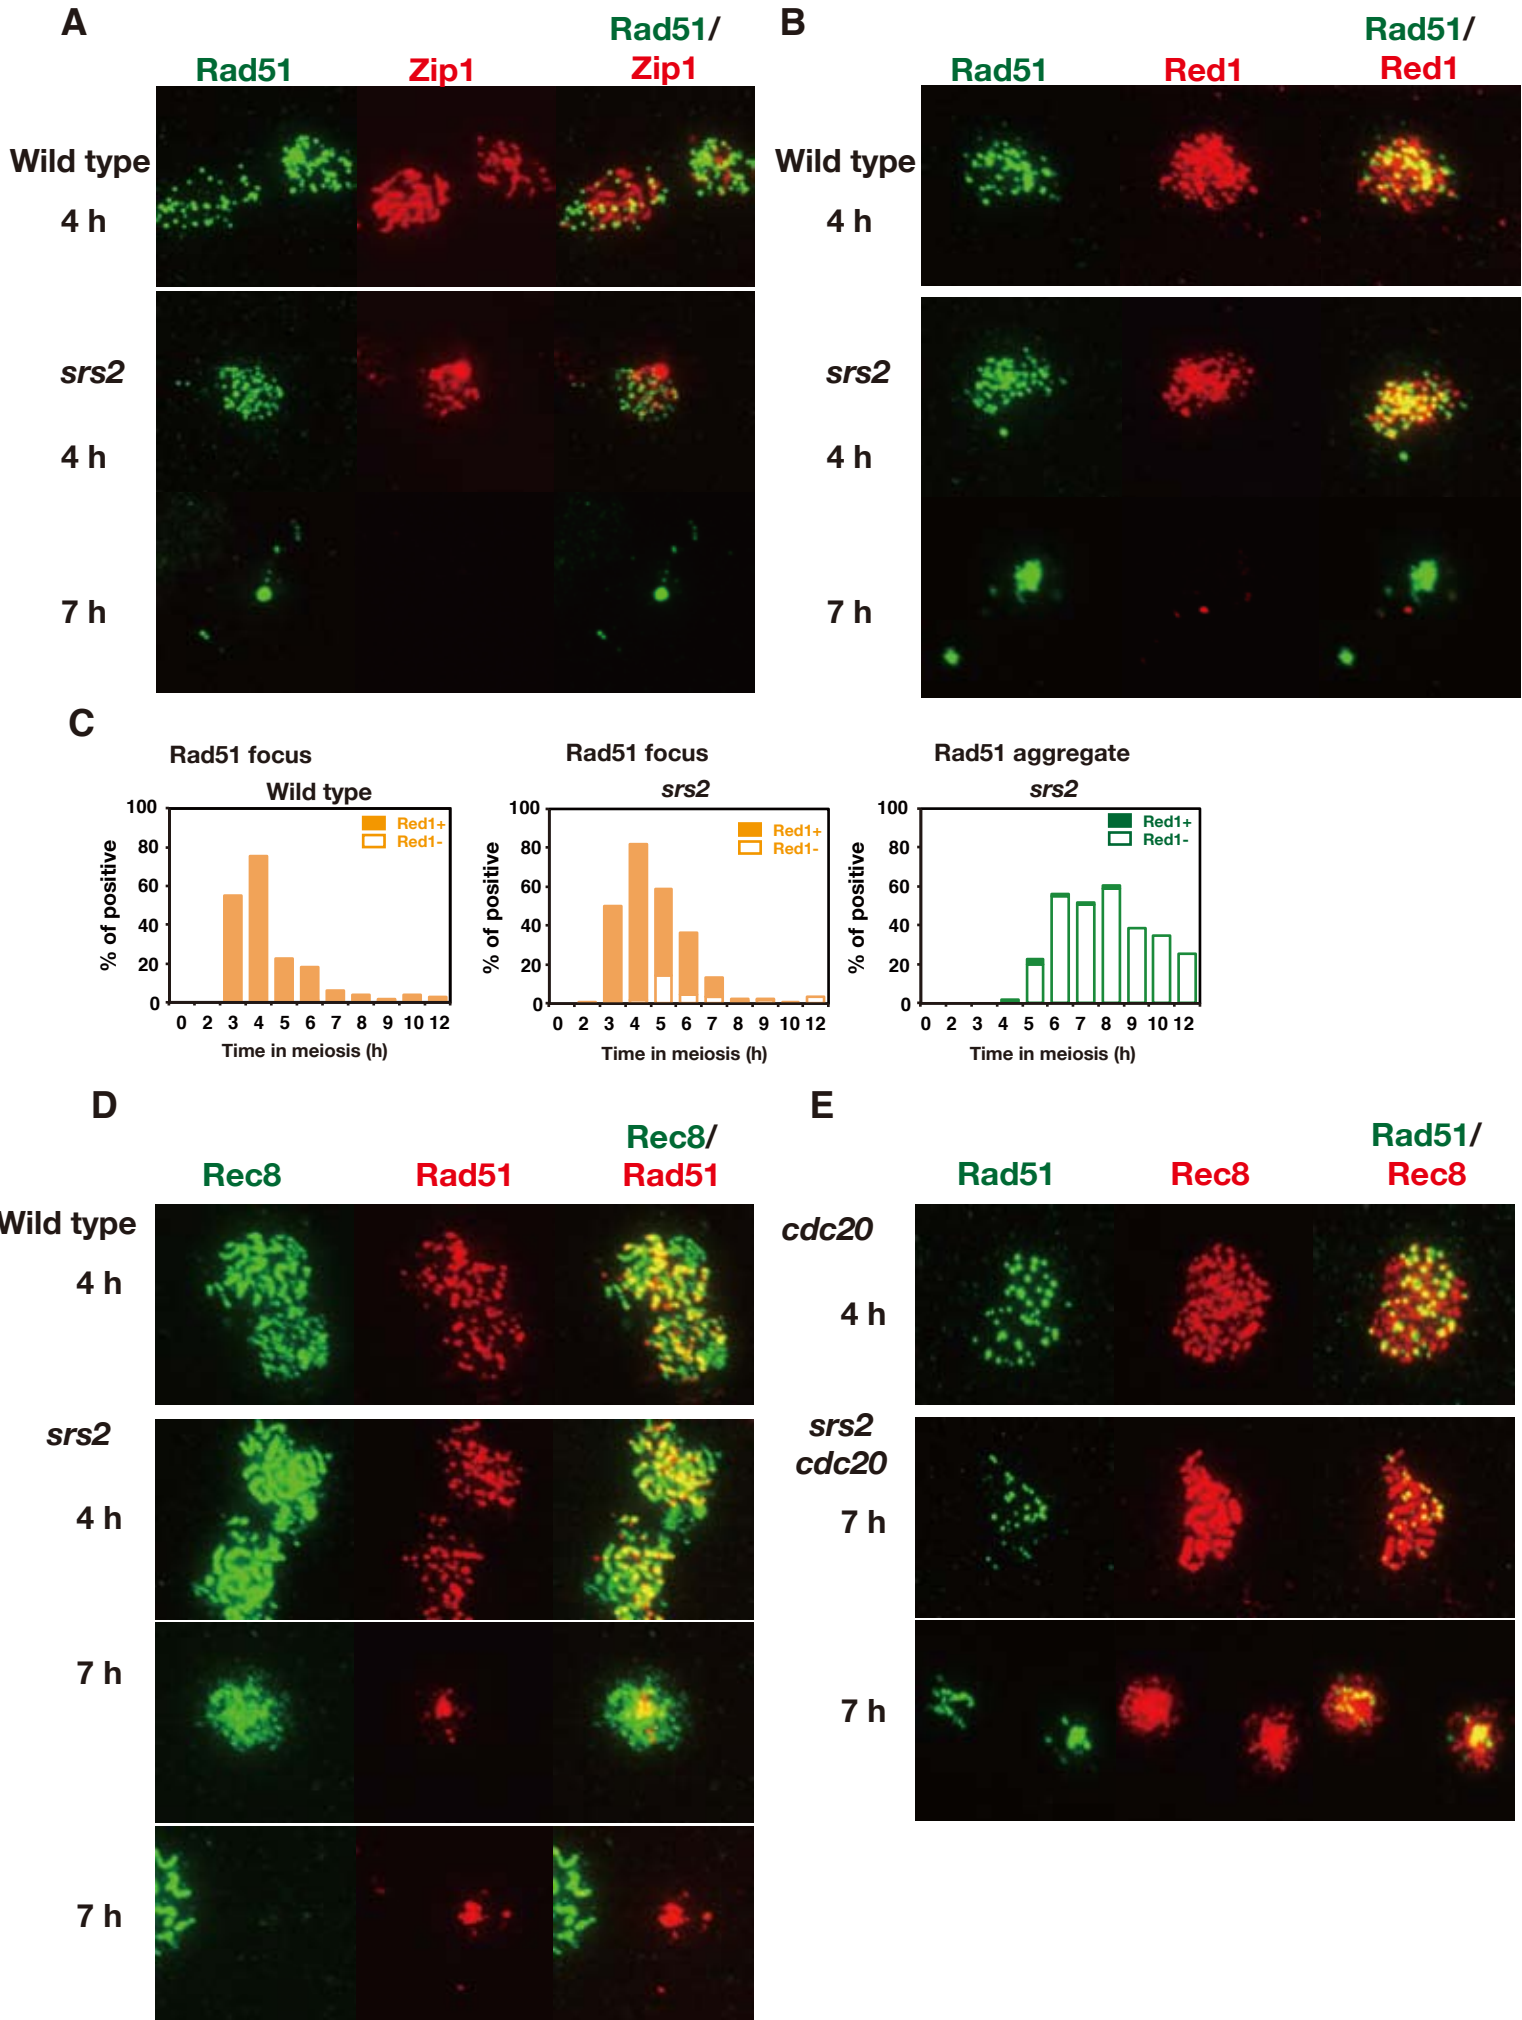 A
Rad51
Zip1
Rad51/
Zip1
Wild type
4 h
srs2
4 h
7 h
B
Rad51
Red1
Rad51/
Red1
Wild type
4 h
srs2
4 h
7 h
C
Rad51 focus
Wild type
% of positive
100
80
60
40
20
0
Red1+
Red1-
0 2 3 4 5 6 7 8 9 10 12
Time in meiosis (h)
Rad51 focus
srs2
% of positive
100
80
60
40
20
0
Red1+
Red1-
0 2 3 4 5 6 7 8 9 10 12
Time in meiosis (h)
Rad51 aggregate
srs2
% of positive
100
80
60
40
20
0
Red1+
Red1-
0 2 3 4 5 6 7 8 9 10 12
Time in meiosis (h)
D
Rec8
Rad51
Rec8/
Rad51
Wild type
4 h
srs2
4 h
7 h
7 h
E
Rad51
Rec8
Rad51/
Rec8
cdc20
4 h
srs2
cdc20
7 h
7 h